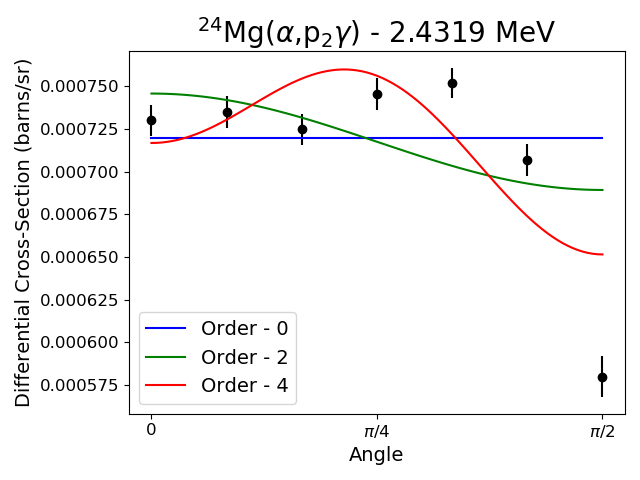 ²⁴Mg(α,p₂γ) - 2.4319 MeV
Differential Cross-Section (barns/sr)
0.000750
0.000725
0.000700
0.000675
0.000650
0.000625
0.000600
0.000575
Order - 0
Order - 2
Order - 4
0 π/4 π/2
Angle